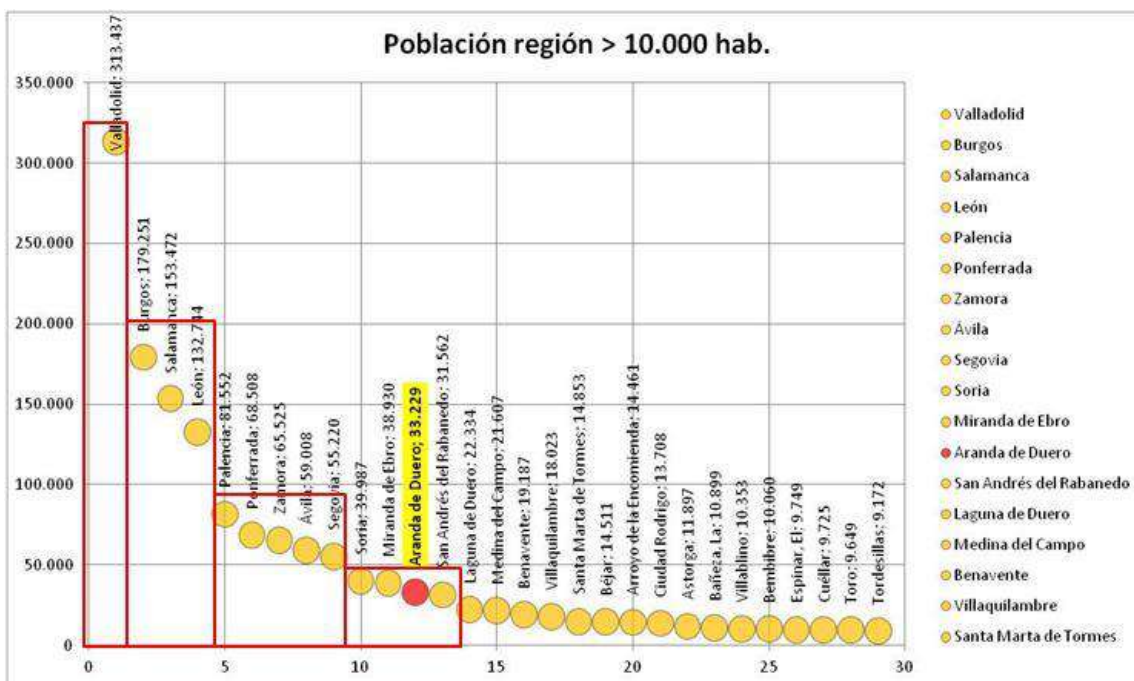 Población región > 10.000 hab.
350.000
300.000
250.000
200.000
150.000
100.000
50.000
0
0
5
10
15
20
25
30
Valladolid; 313.437
Burgos; 179.251
Salamanca; 153.472
León; 132.744
Palencia; 81.552
Ponferrada; 68.508
Zamora; 65.525
Ávila; 59.008
Segovia; 55.220
Soria; 39.987
Miranda de Ebro; 38.930
Aranda de Duero; 33.229
San Andrés del Rabanedo; 31.562
Laguna de Duero; 22.334
Medina del Campo; 21.607
Benavente; 19.187
Villaquilambre; 18.023
Santa Marta de Tormes; 14.853
Béjar; 14.511
Arroyo de la Encomienda; 14.461
Ciudad Rodrigo; 13.708
Astorga; 11.897
Bañeza, La; 10.899
Villablino; 10.353
Bembibre; 10.060
Espinar, El; 9.749
Cuéllar; 9.725
Toro; 9.649
Tordesillas; 9.172
Valladolid
Burgos
Salamanca
León
Palencia
Ponferrada
Zamora
Ávila
Segovia
Soria
Miranda de Ebro
Aranda de Duero
San Andrés del Rabanedo
Laguna de Duero
Medina del Campo
Benavente
Villaquilambre
Santa Marta de Tormes